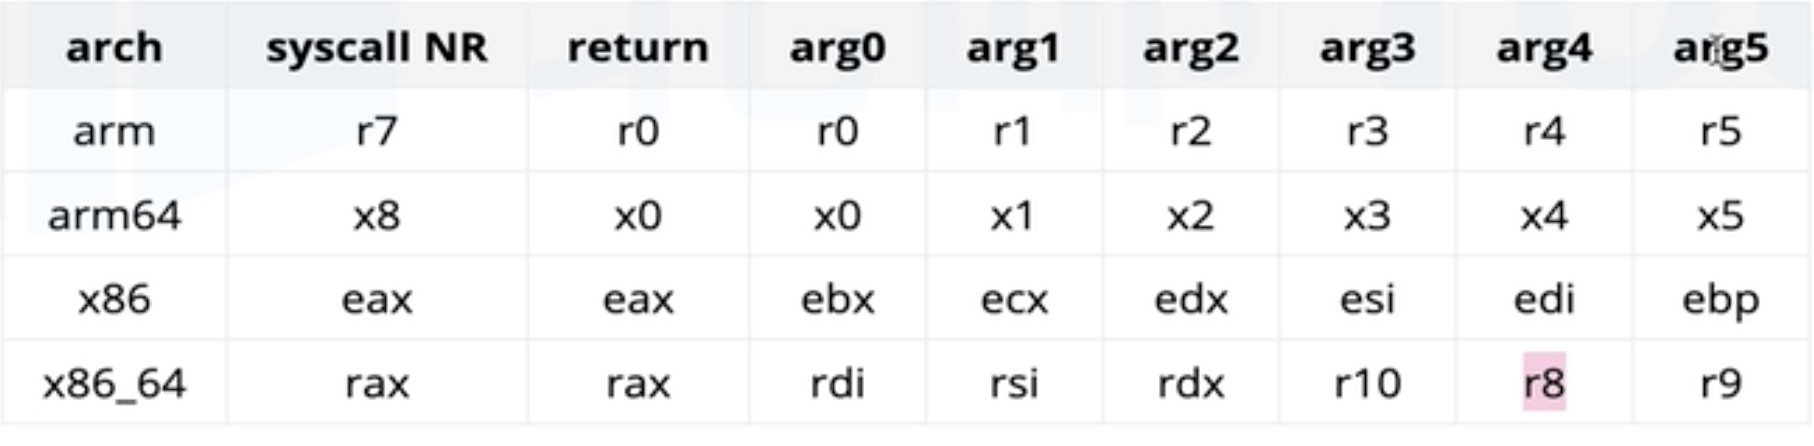 arch syscall NR return arg0 arg1 arg2 arg3 arg4 arg5
arm r7 r0 r0 r1 r2 r3 r4 r5
arm64 x8 x0 x0 x1 x2 x3 x4 x5
x86 eax eax ebx ecx edx esi edi ebp
x86_64 rax rax rdi rsi rdx r10 r8 r9